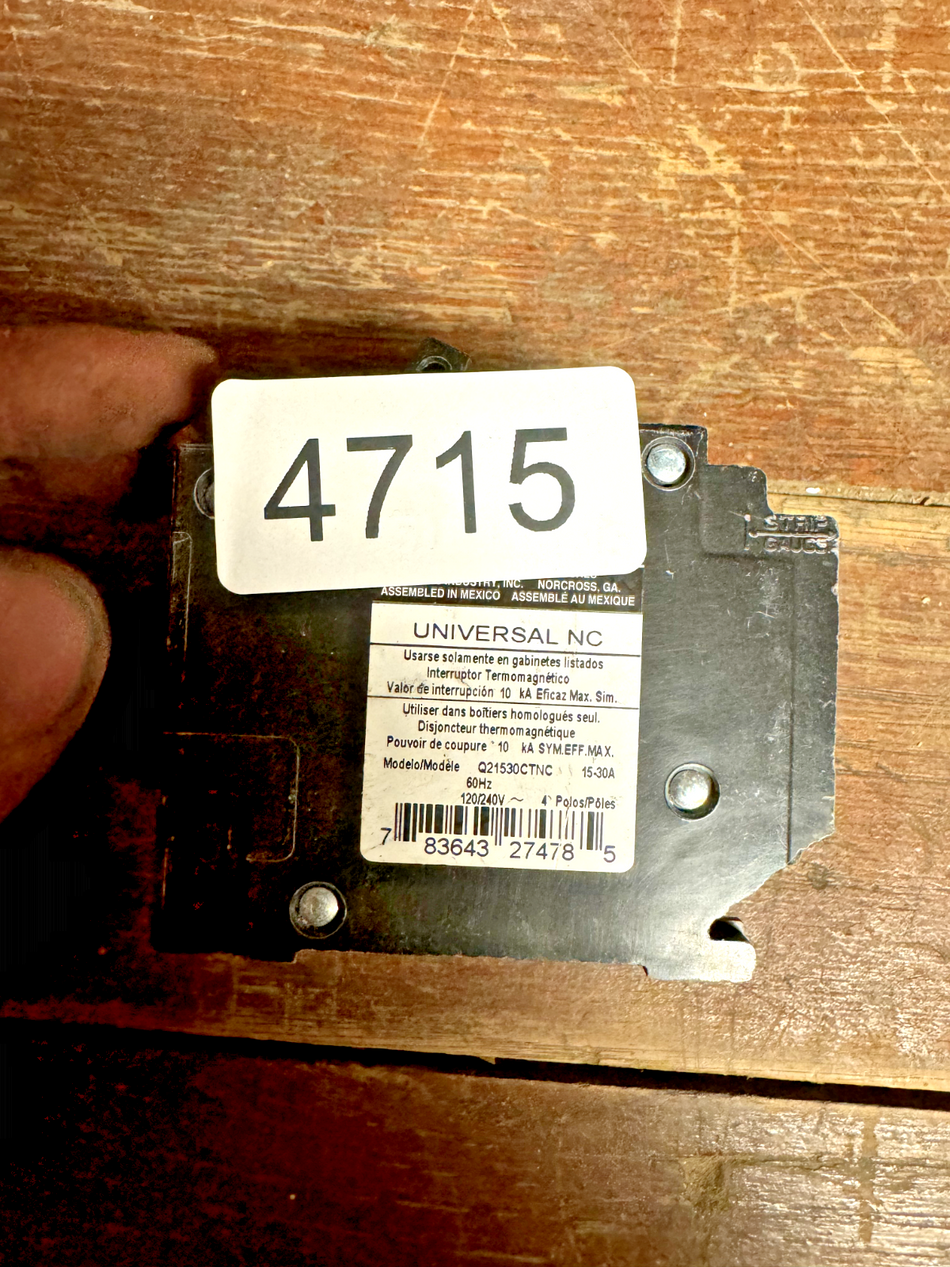 4715
STRIP
GAUGE
INDUSTRY, INC. NORCROSS, GA.
ASSEMBLED IN MEXICO ASSEMBLÉ AU MEXIQUE
UNIVERSAL NC
Usarse solamente en gabinetes listados
Interruptor Termomagnético
Valor de interrupción 10 kA Eficaz Max. Sim.
Utiliser dans boîtiers homologués seul.
Disjoncteur thermomagnétique
Pouvoir de coupure 10 kA SYM.EFF.MAX.
Modelo/Modèle Q21530CTNC 15-30A
60Hz
120/240V ~ 4 Polos/Pôles
7 83643 27478 5